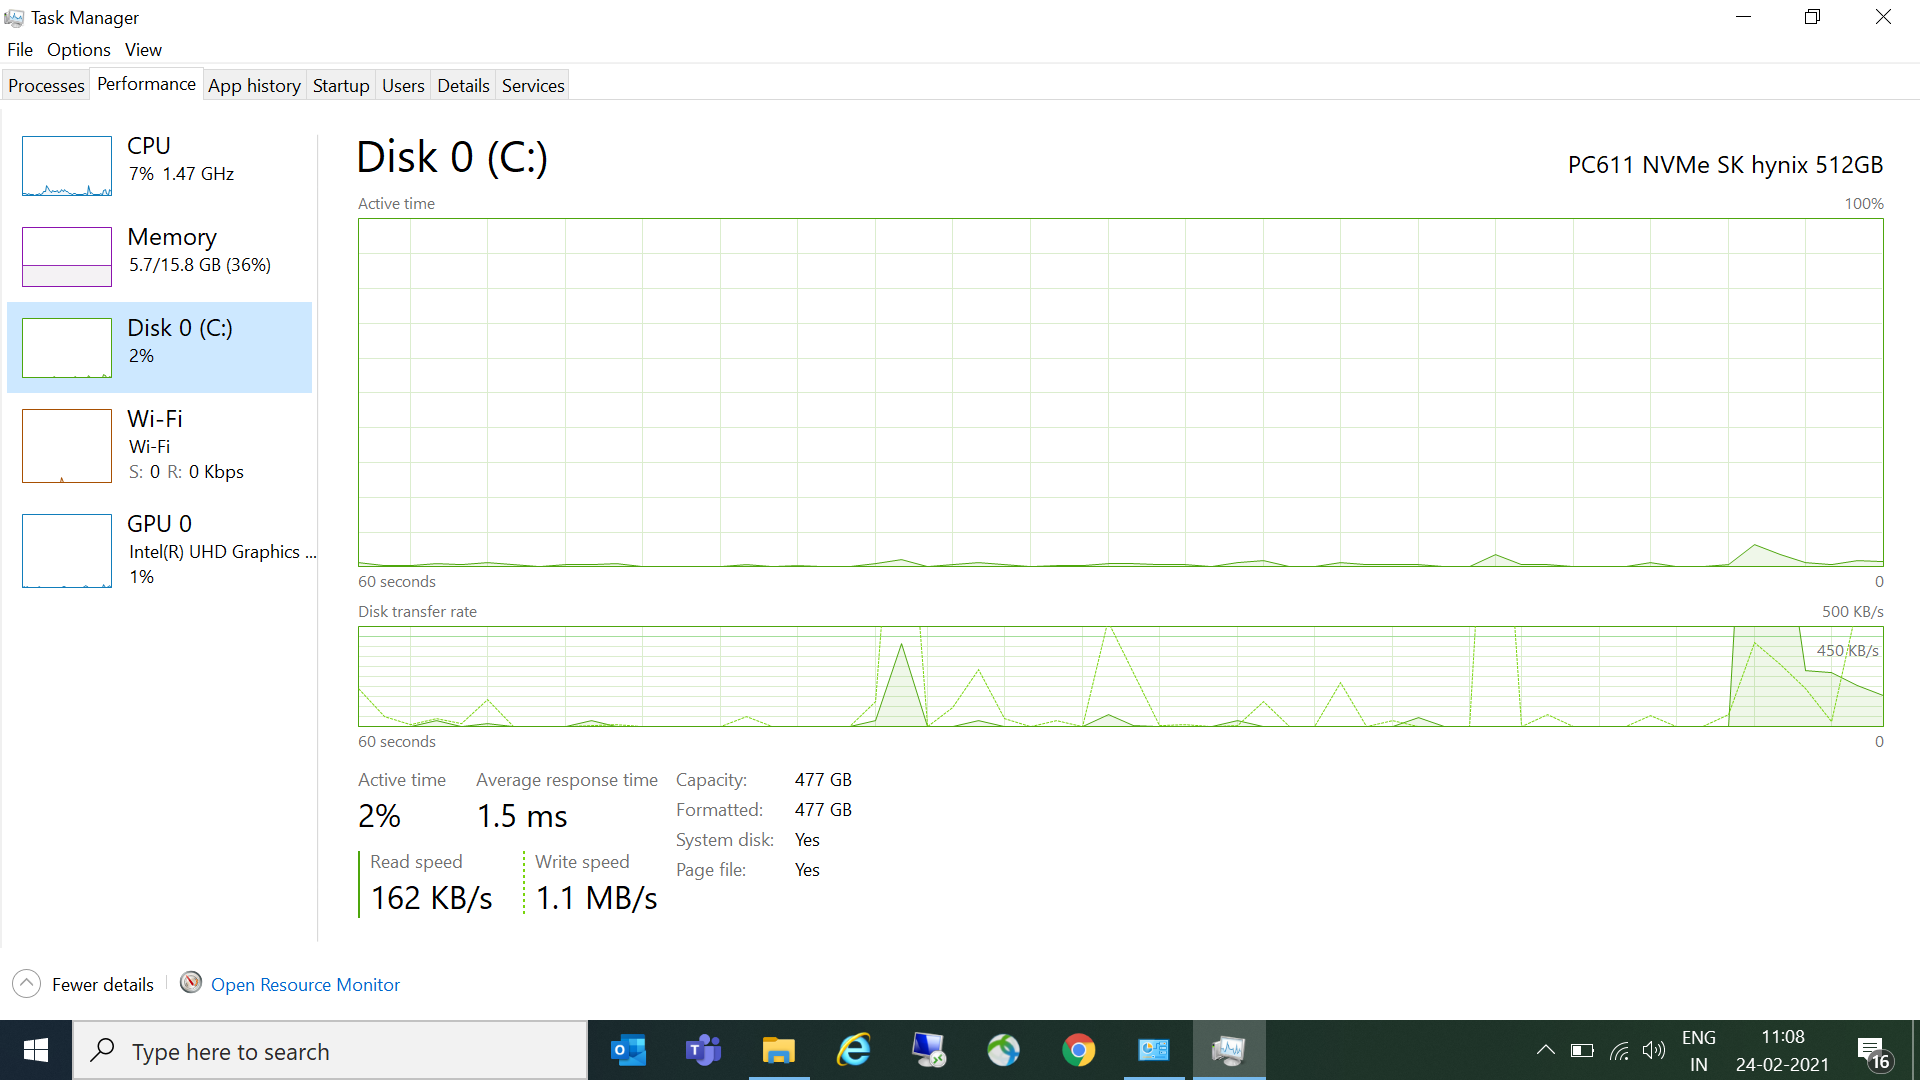 Task Manager
File Options View
Processes Performance App history Startup Users Details Services
CPU
7% 1.47 GHz
Memory
5.7/15.8 GB (36%)
Disk 0 (C:)
2%
Wi-Fi
Wi-Fi
S: 0 R: 0 Kbps
GPU 0
Intel(R) UHD Graphics ...
1%
Disk 0 (C:)
PC611 NVMe SK hynix 512GB
Active time 100%
60 seconds 0
Disk transfer rate 500 KB/s
450 KB/s
60 seconds 0
Active time Average response time
2% 1.5 ms
Read speed Write speed
162 KB/s 1.1 MB/s
Capacity: 477 GB
Formatted: 477 GB
System disk: Yes
Page file: Yes
Fewer details Open Resource Monitor
Type here to search
ENG
IN
11:08
24-02-2021
16